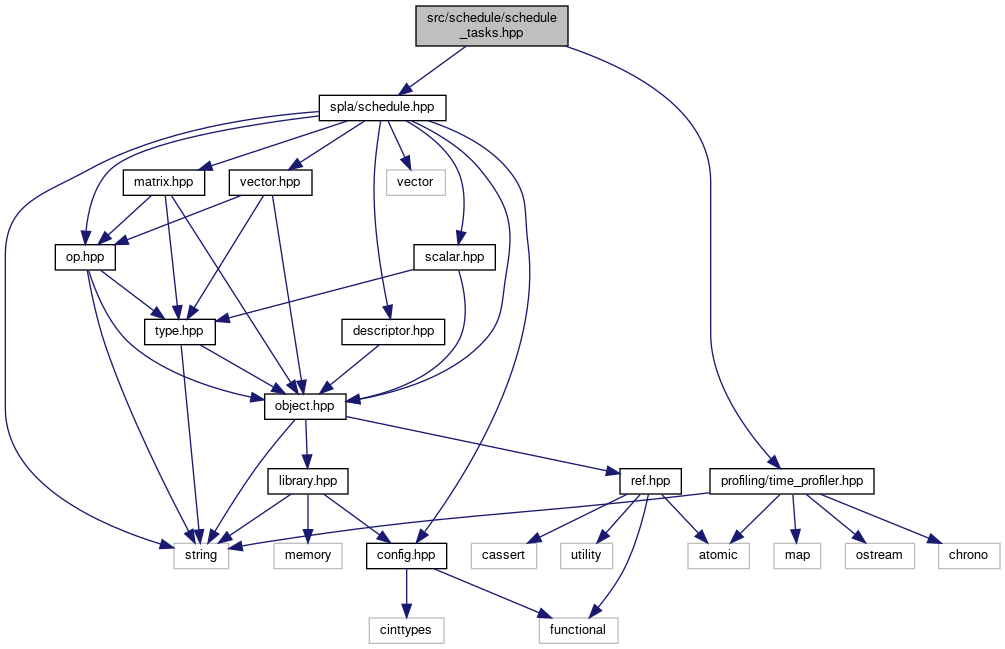 src/schedule/schedule
_tasks.hpp
spla/schedule.hpp
matrix.hpp
vector.hpp
vector
op.hpp
scalar.hpp
type.hpp
descriptor.hpp
object.hpp
library.hpp
ref.hpp
profiling/time_profiler.hpp
string
memory
config.hpp
cassert
utility
atomic
map
ostream
chrono
cinttypes
functional